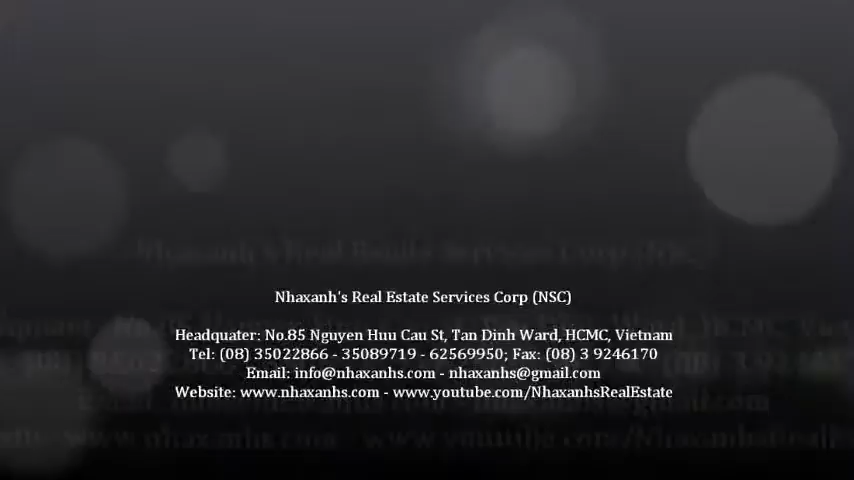 Nhaxanh's Real Estate Services Corp (NSC)
Headquater: No.85 Nguyen Huu Cau St, Tan Dinh Ward, HCMC, Vietnam
Tel: (08) 35022866 - 35089719 - 62569950; Fax: (08) 3 9246170
Email: info@nhaxanhs.com - nhaxanhs@gmail.com
Website: www.nhaxanhs.com - www.youtube.com/NhaxanhsRealEstate